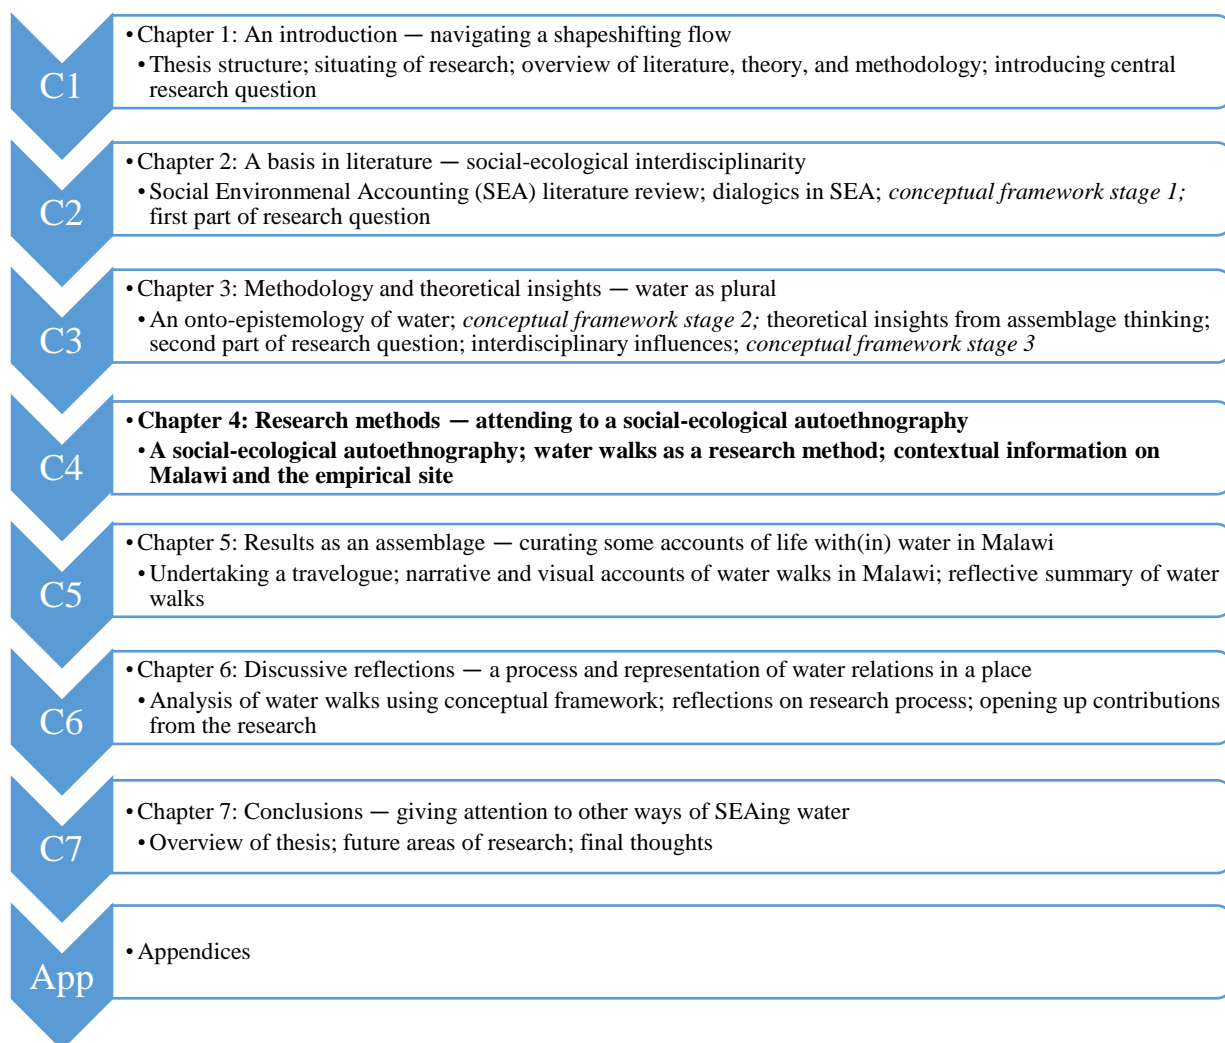 C1
• Chapter 1: An introduction — navigating a shapeshifting flow
• Thesis structure; situating of research; overview of literature, theory, and methodology; introducing central
research question
C2
• Chapter 2: A basis in literature — social-ecological interdisciplinarity
• Social Environmenal Accounting (SEA) literature review; dialogics in SEA; conceptual framework stage 1;
first part of research question
C3
• Chapter 3: Methodology and theoretical insights — water as plural
• An onto-epistemology of water; conceptual framework stage 2; theoretical insights from assemblage thinking;
second part of research question; interdisciplinary influences; conceptual framework stage 3
C4
• Chapter 4: Research methods — attending to a social-ecological autoethnography
• A social-ecological autoethnography; water walks as a research method; contextual information on
Malawi and the empirical site
C5
• Chapter 5: Results as an assemblage — curating some accounts of life with(in) water in Malawi
• Undertaking a travelogue; narrative and visual accounts of water walks in Malawi; reflective summary of water
walks
C6
• Chapter 6: Discussive reflections — a process and representation of water relations in a place
• Analysis of water walks using conceptual framework; reflections on research process; opening up contributions
from the research
C7
• Chapter 7: Conclusions — giving attention to other ways of SEAing water
• Overview of thesis; future areas of research; final thoughts
App
• Appendices